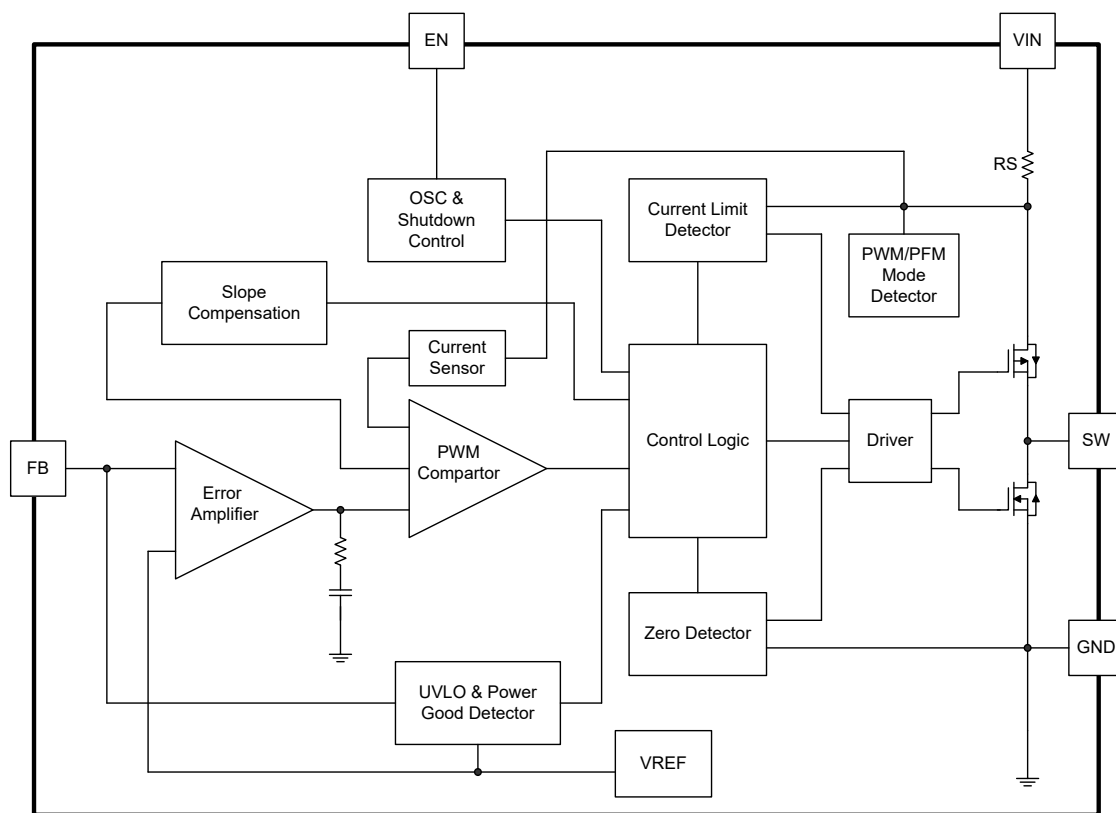 EN
VIN
RS
OSC &
Shutdown
Control
Current Limit
Detector
PWM/PFM
Mode
Detector
Slope
Compensation
Current
Sensor
FB
Error
Amplifier
PWM
Compartor
Control Logic
Driver
SW
Zero Detector
GND
UVLO & Power
Good Detector
VREF